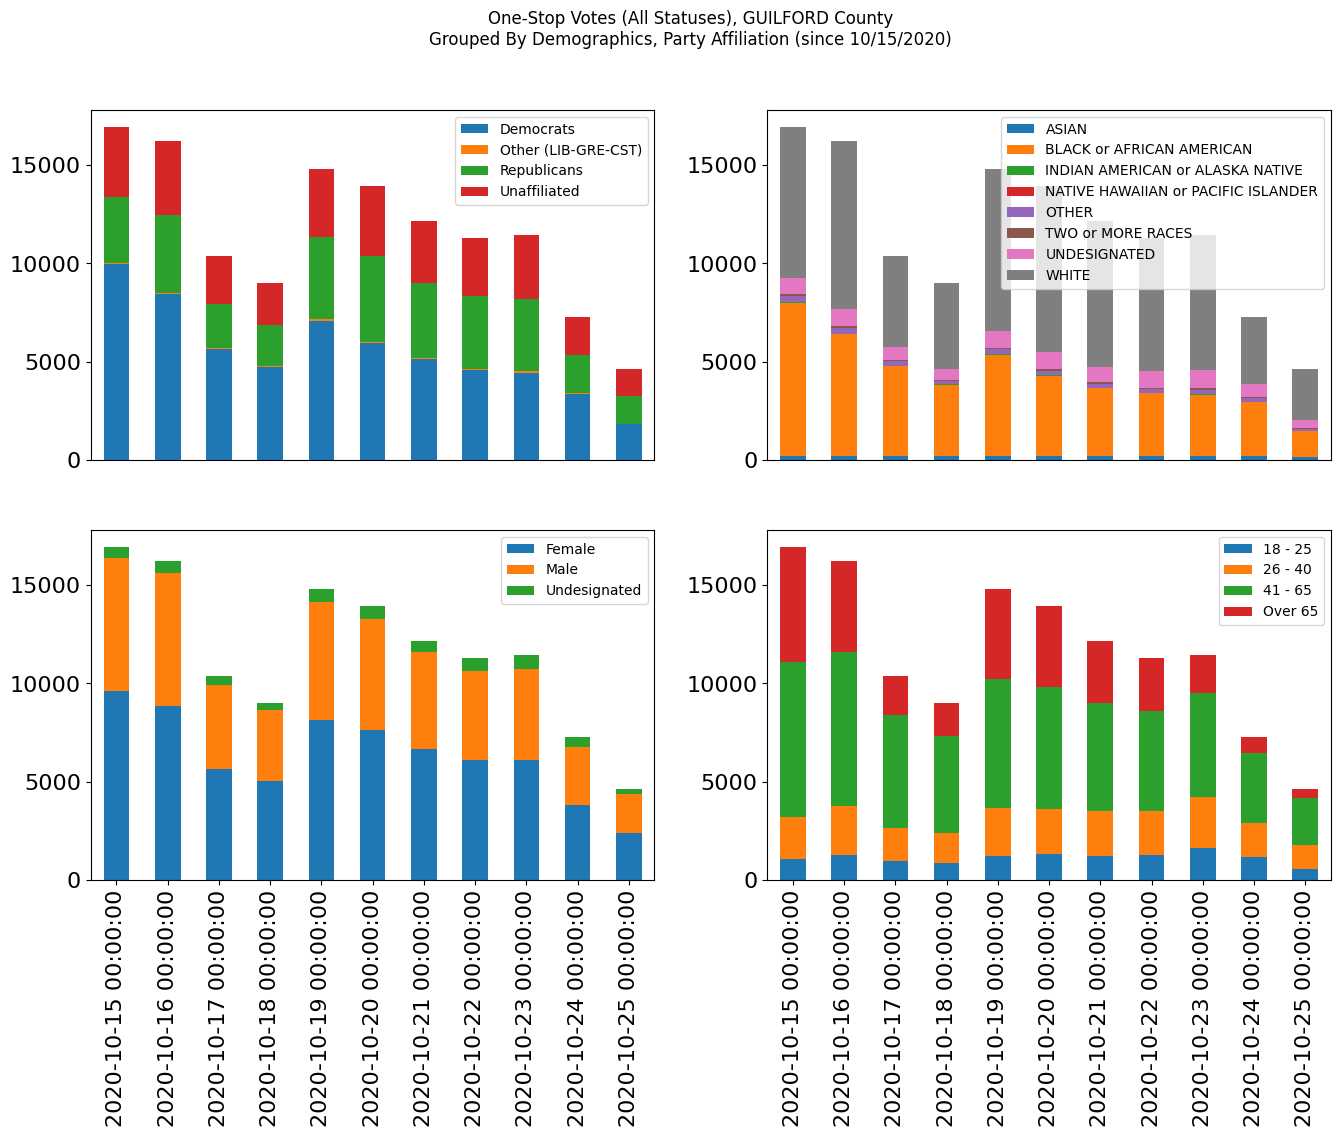 One-Stop Votes (All Statuses), GUILFORD County
Grouped By Demographics, Party Affiliation (since 10/15/2020)
15000
10000
5000
0
Democrats
Other (LIB-GRE-CST)
Republicans
Unaffiliated
15000
10000
5000
0
ASIAN
BLACK or AFRICAN AMERICAN
INDIAN AMERICAN or ALASKA NATIVE
NATIVE HAWAIIAN or PACIFIC ISLANDER
OTHER
TWO or MORE RACES
UNDESIGNATED
WHITE
15000
10000
5000
0
Female
Male
Undesignated
2020-10-15 00:00:00
2020-10-16 00:00:00
2020-10-17 00:00:00
2020-10-18 00:00:00
2020-10-19 00:00:00
2020-10-20 00:00:00
2020-10-21 00:00:00
2020-10-22 00:00:00
2020-10-23 00:00:00
2020-10-24 00:00:00
2020-10-25 00:00:00
15000
10000
5000
0
18 - 25
26 - 40
41 - 65
Over 65
2020-10-15 00:00:00
2020-10-16 00:00:00
2020-10-17 00:00:00
2020-10-18 00:00:00
2020-10-19 00:00:00
2020-10-20 00:00:00
2020-10-21 00:00:00
2020-10-22 00:00:00
2020-10-23 00:00:00
2020-10-24 00:00:00
2020-10-25 00:00:00